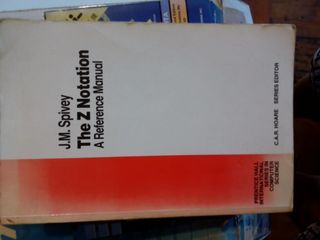 J.M. Spivey
The Z Notation
A Reference Manual
C.A.R. HOARE SERIES EDITOR
PRENTICE HALL
INTERNATIONAL
SERIES IN
COMPUTER
SCIENCE